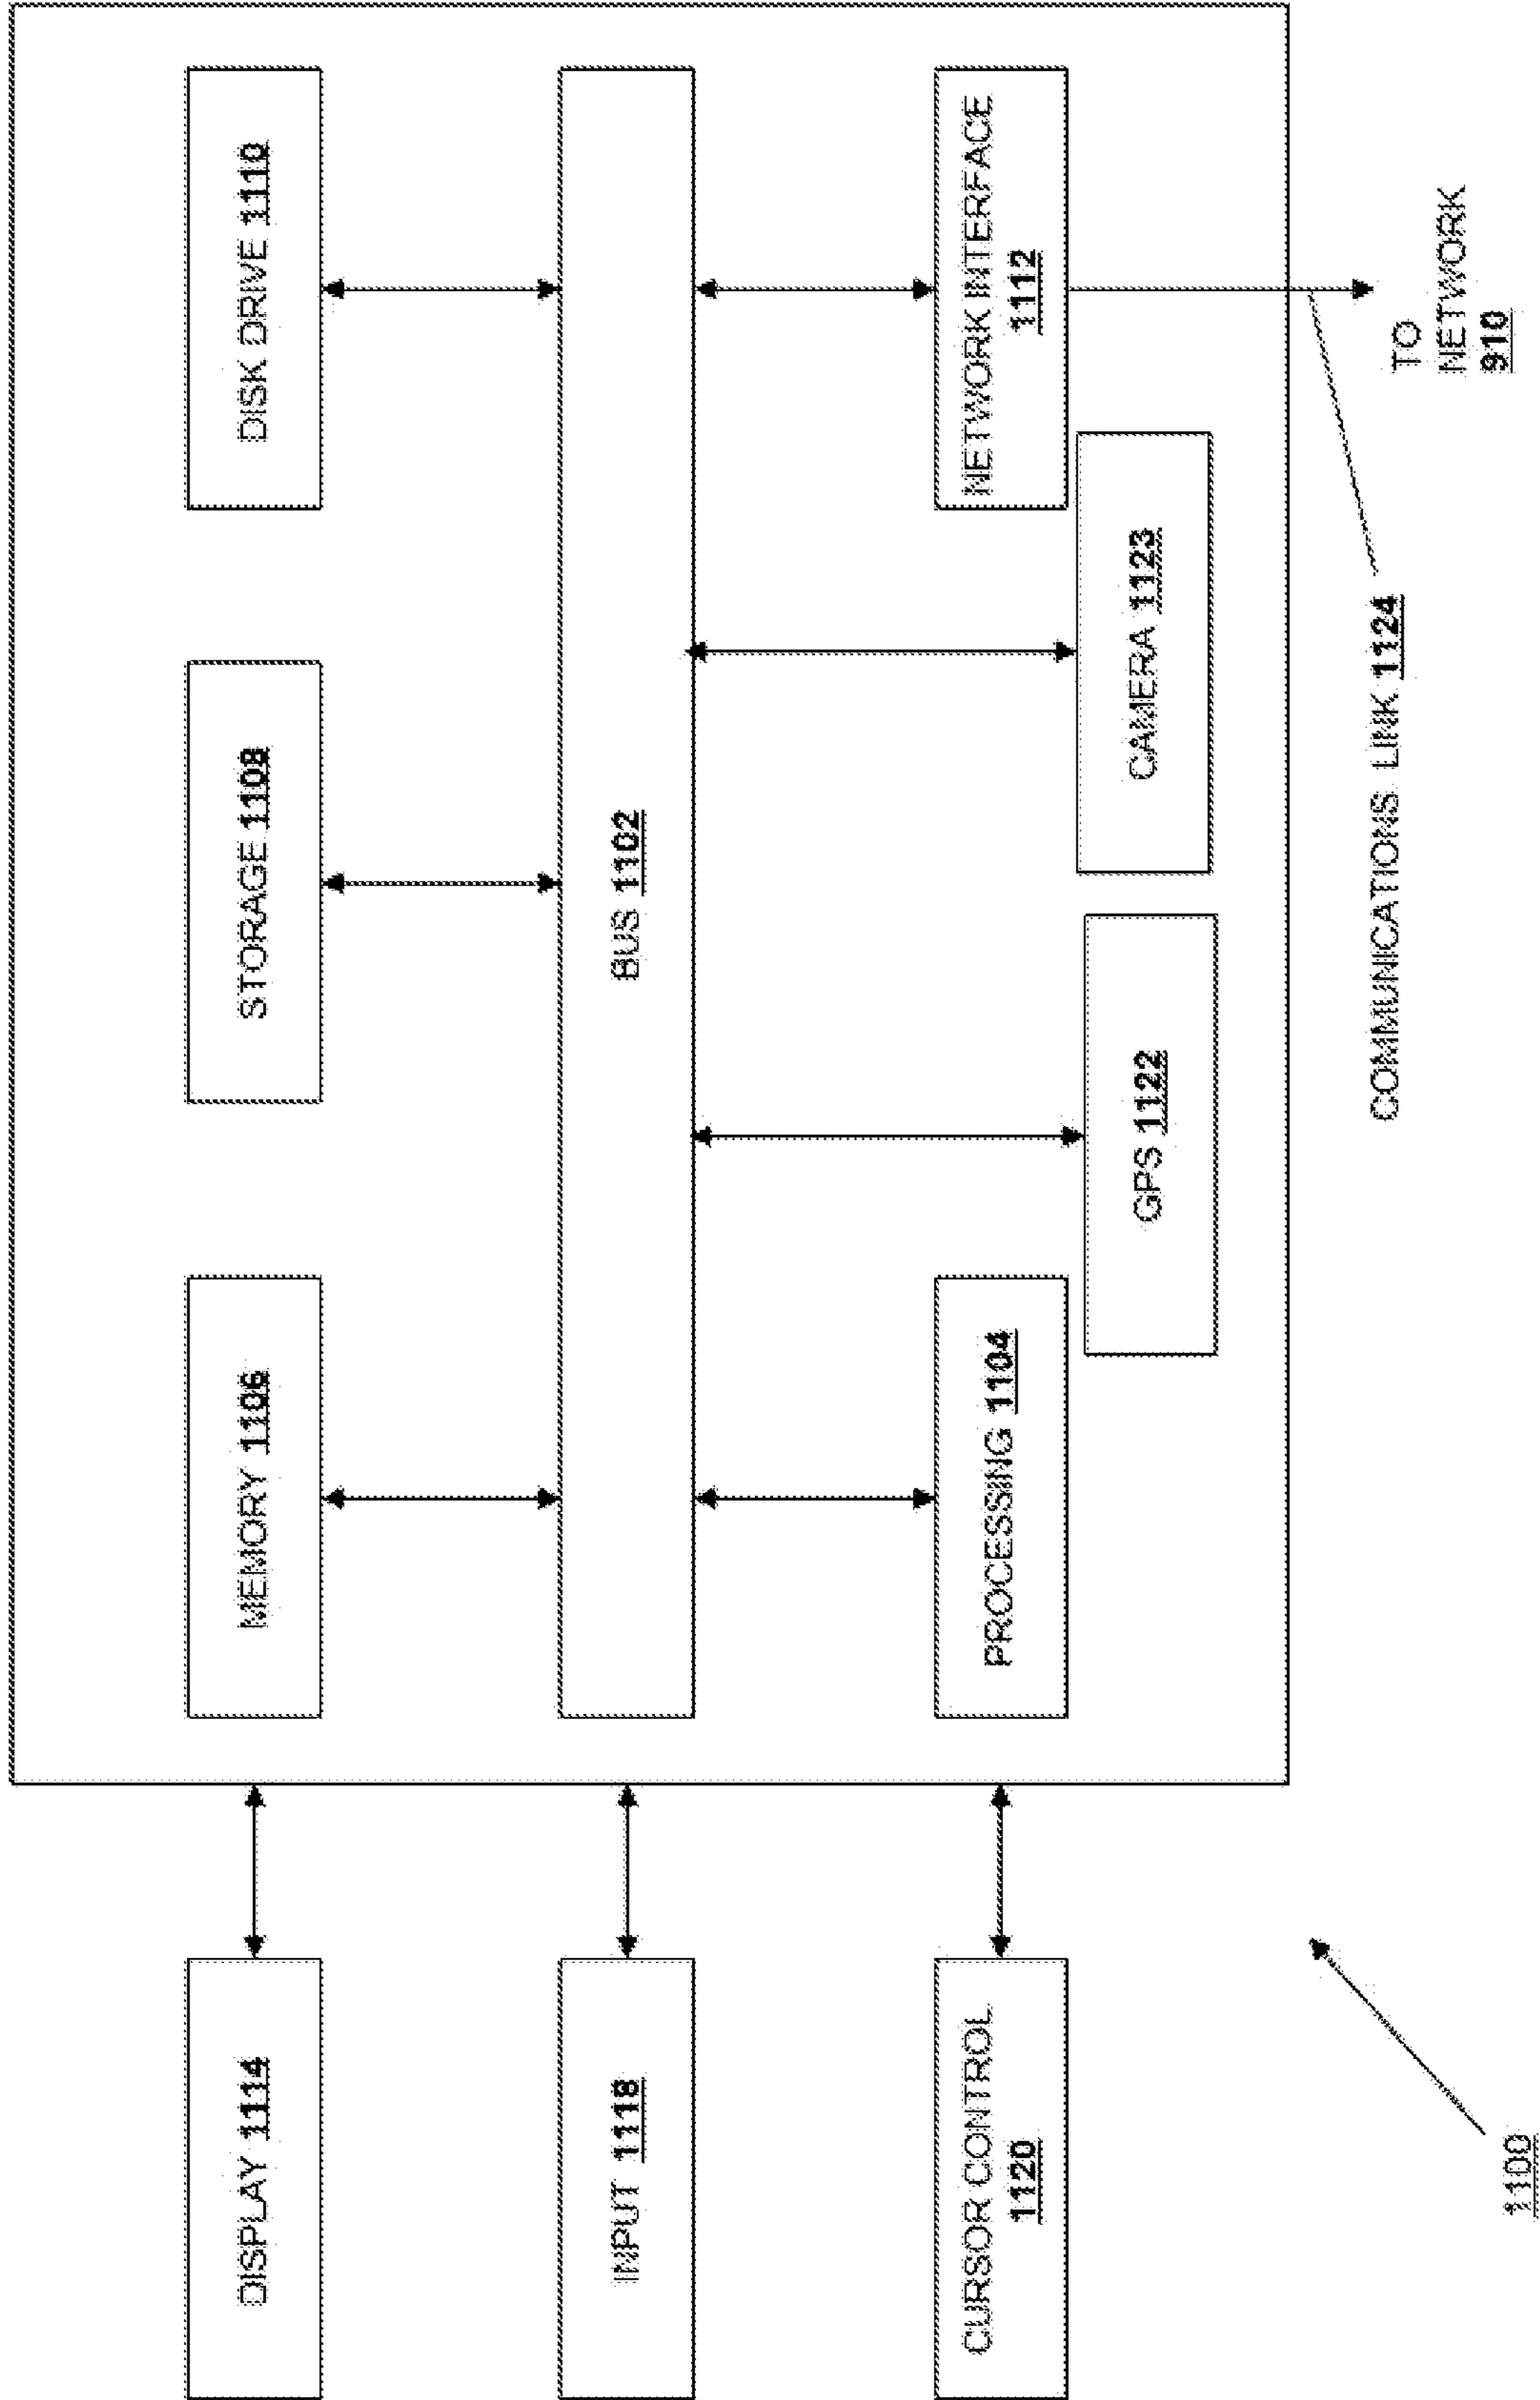 DISPLAY 1114
MEMORY 1106
STORAGE 1108
DISK DRIVE 1110
INPUT 1118
BUS 1102
CURSOR CONTROL
1120
PROCESSING 1104
NETWORK INTERFACE
1112
GPS 1122
CAMERA 1123
COMMUNICATIONS LINK 1124
TO
NETWORK
910
1100